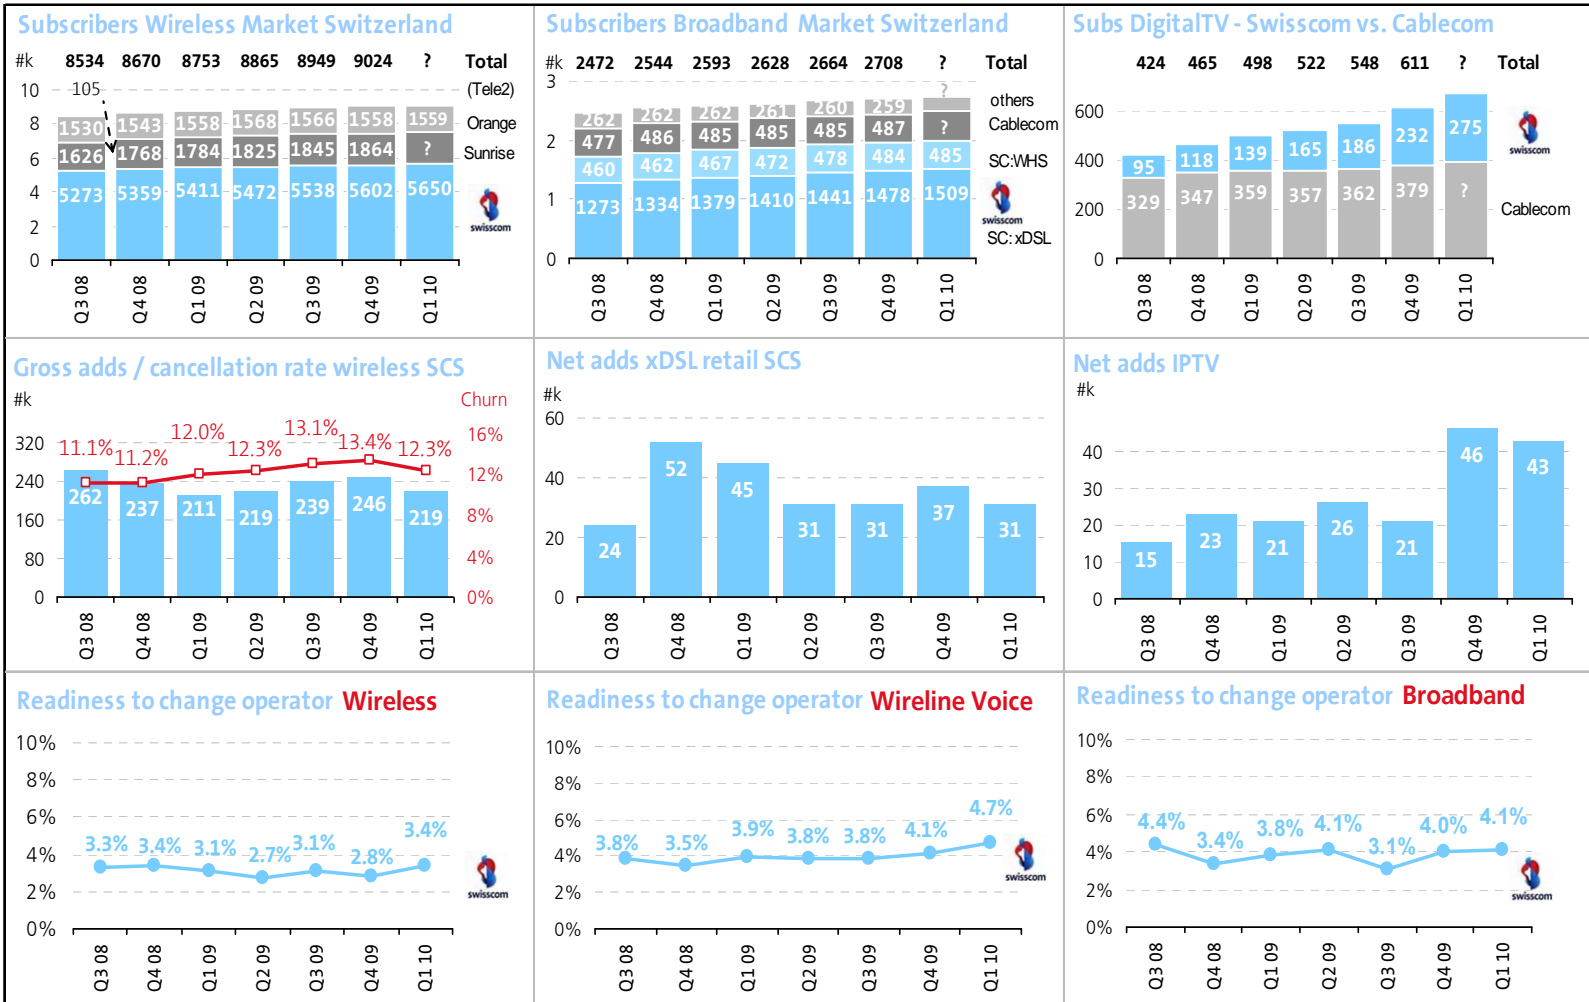 Subscribers Wireless Market Switzerland
#k 8534 8670 8753 8865 8949 9024 ? Total
10 105 (Tele2)
8 1530 1543 1558 1568 1566 1558 1559 Orange
6 1626 1768 1784 1825 1845 1864 ? Sunrise
4 5273 5359 5411 5472 5538 5602 5650
2 swisscom
0
Q3 08 Q4 08 Q1 09 Q2 09 Q3 09 Q4 09 Q1 10
Subscribers Broadband Market Switzerland
#k 2472 2544 2593 2628 2664 2708 ? Total
3 ?
262 262 262 261 260 259 others
2 477 486 485 485 485 487 ? Cablecom
460 462 467 472 478 484 485 SC:WHS
1 1273 1334 1379 1410 1441 1478 1509
swisscom
SC: xDSL
0
Q3 08 Q4 08 Q1 09 Q2 09 Q3 09 Q4 09 Q1 10
Subs DigitalTV - Swisscom vs. Cablecom
424 465 498 522 548 611 ? Total
600
400 95 118 139 165 186 232 275 swisscom
200 329 347 359 357 362 379 ? Cablecom
0
Q3 08 Q4 08 Q1 09 Q2 09 Q3 09 Q4 09 Q1 10
Gross adds / cancellation rate wireless SCS
#k Churn
320 11.1% 11.2% 12.0% 12.3% 13.1% 13.4% 12.3% 16%
240 262 237 211 219 239 246 219 12%
160 8%
80 4%
0 0%
Q3 08 Q4 08 Q1 09 Q2 09 Q3 09 Q4 09 Q1 10
Net adds xDSL retail SCS
#k
60
40 24 52 45 31 31 37 31
20
0
Q3 08 Q4 08 Q1 09 Q2 09 Q3 09 Q4 09 Q1 10
Net adds IPTV
#k
40
30
20 15 23 21 26 21 46 43
10
0
Q3 08 Q4 08 Q1 09 Q2 09 Q3 09 Q4 09 Q1 10
Readiness to change operator Wireless
10%
8%
6%
4% 3.3% 3.4% 3.1% 2.7% 3.1% 2.8% 3.4%
2% swisscom
0%
Q3 08 Q4 08 Q1 09 Q2 09 Q3 09 Q4 09 Q1 10
Readiness to change operator Wireline Voice
10%
8%
6%
4% 3.8% 3.5% 3.9% 3.8% 3.8% 4.1% 4.7%
2% swisscom
0%
Q3 08 Q4 08 Q1 09 Q2 09 Q3 09 Q4 09 Q1 10
Readiness to change operator Broadband
10%
8%
6%
4% 4.4% 3.4% 3.8% 4.1% 3.1% 4.0% 4.1%
2% swisscom
0%
Q3 08 Q4 08 Q1 09 Q2 09 Q3 09 Q4 09 Q1 10